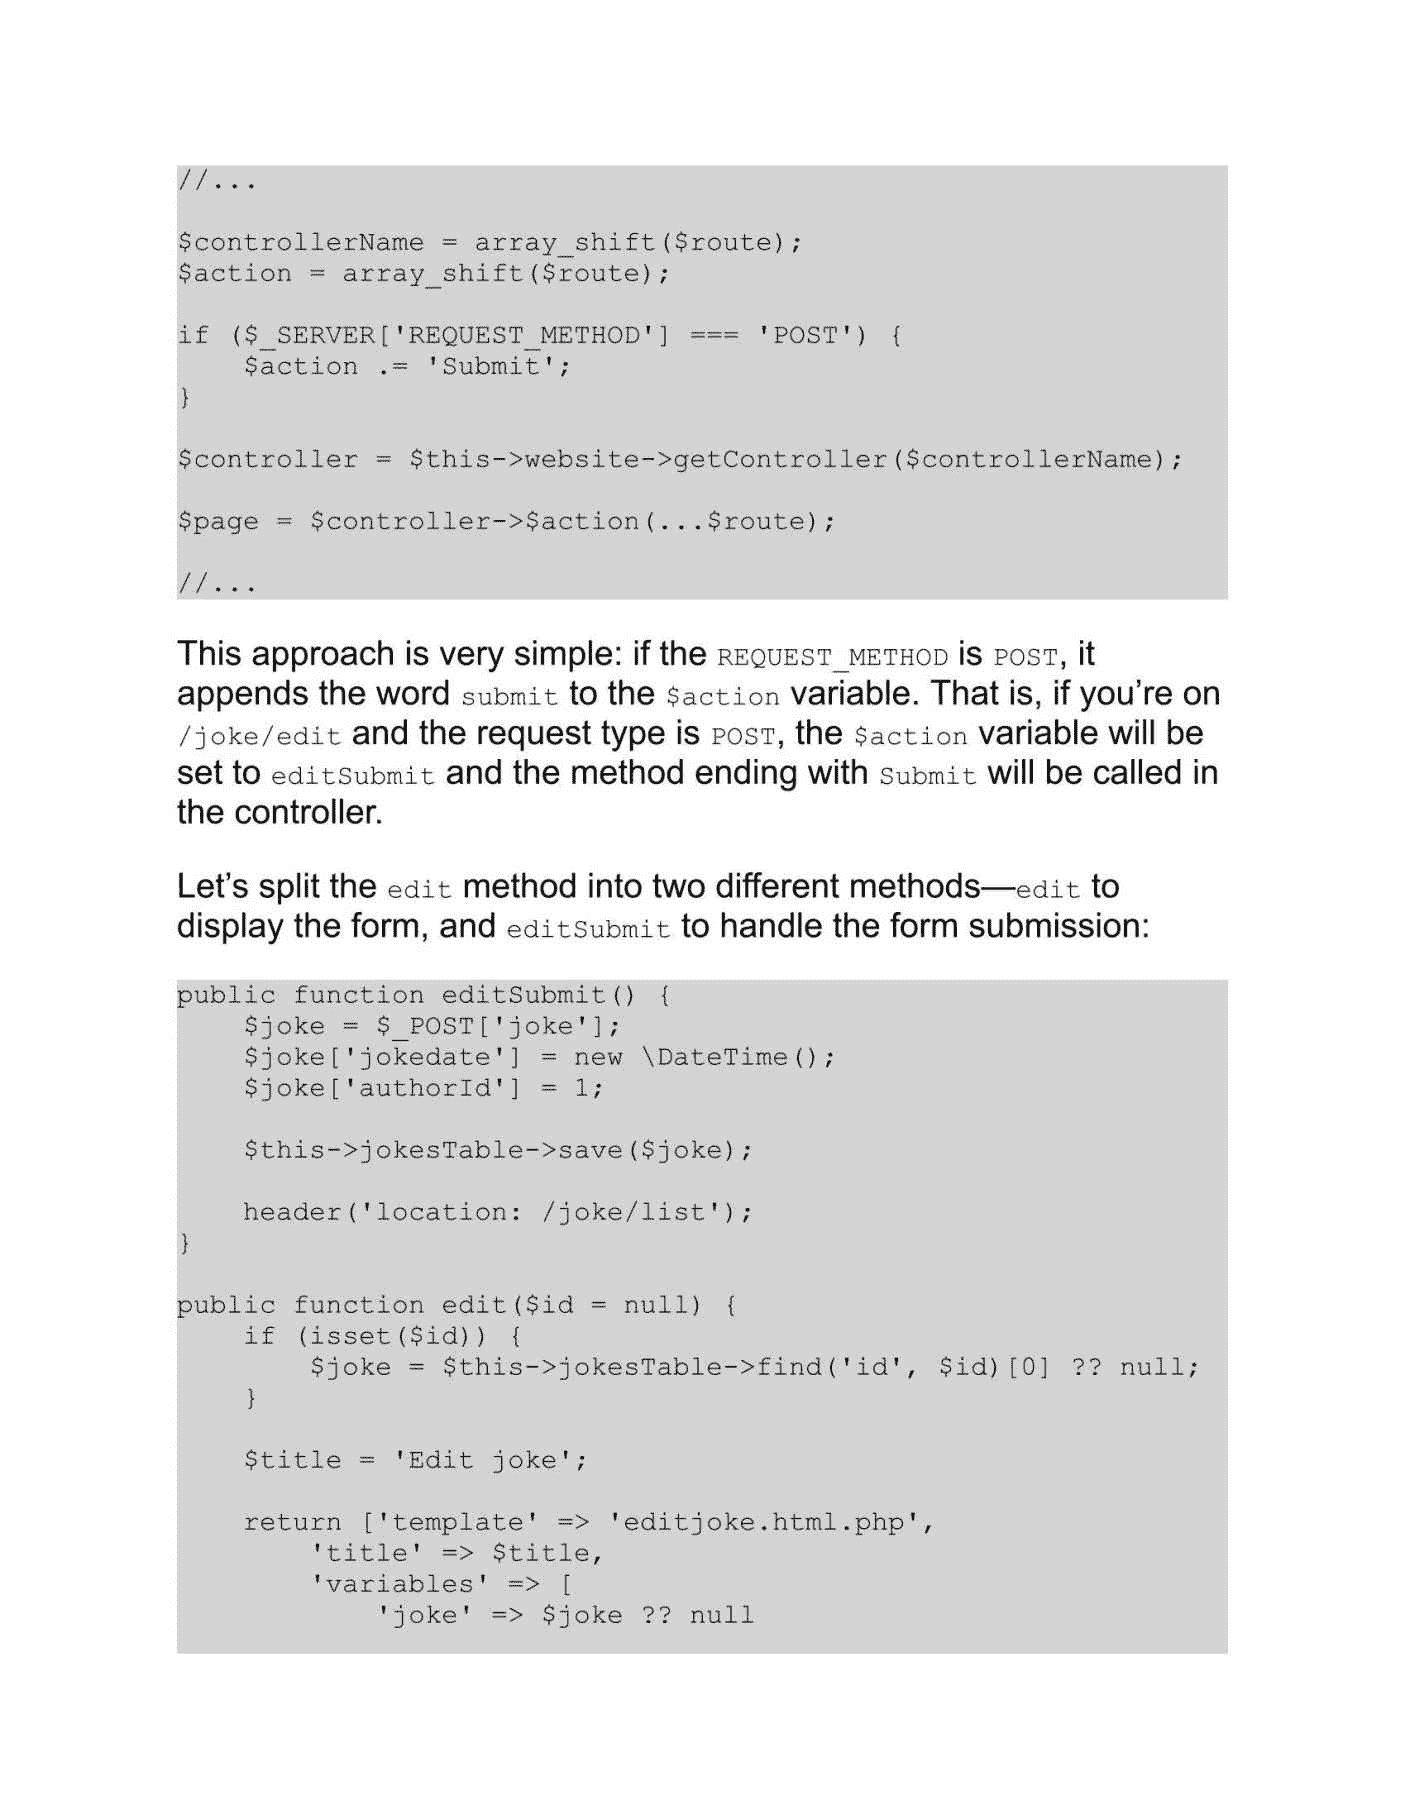 //...
$controllerName = array_shift($route);
$action = array_shift($route);
if ($_SERVER['REQUEST_METHOD'] === 'POST') {
    $action .= 'Submit';
}
$controller = $this->website->getController($controllerName);
$page = $controller->$action(...$route);
//...
This approach is very simple: if the REQUEST_METHOD is POST, it
appends the word submit to the $action variable. That is, if you’re on
/joke/edit and the request type is POST, the $action variable will be
set to editSubmit and the method ending with Submit will be called in
the controller.
Let’s split the edit method into two different methods—edit to
display the form, and editSubmit to handle the form submission:
public function editSubmit() {
    $joke = $_POST['joke'];
    $joke['jokedate'] = new \DateTime();
    $joke['authorId'] = 1;
    $this->jokesTable->save($joke);
    header('location: /joke/list');
}
public function edit($id = null) {
    if (isset($id)) {
        $joke = $this->jokesTable->find('id', $id)[0] ?? null;
    }
    $title = 'Edit joke';
    return ['template' => 'editjoke.html.php',
        'title' => $title,
        'variables' => [
            'joke' => $joke ?? null